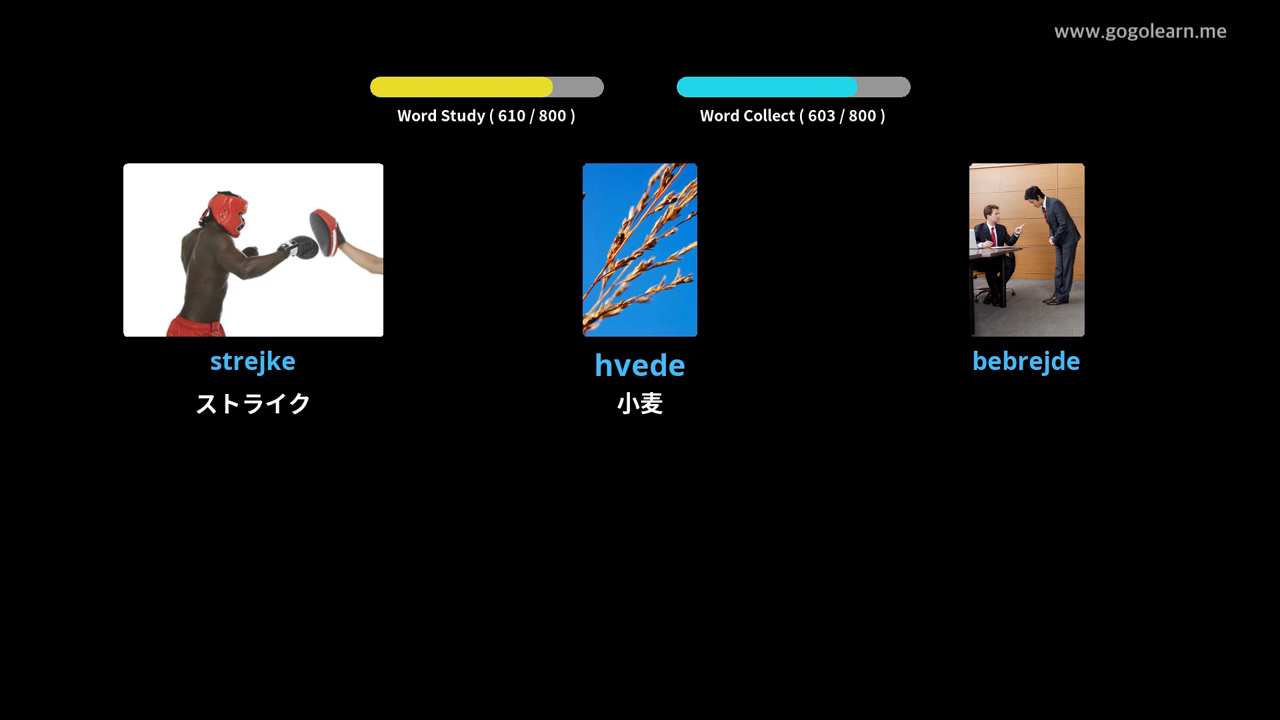 www.gogolearn.me
Word Study ( 610 / 800 )
Word Collect ( 603 / 800 )
strejke
hvede
bebrejde
ストライク
小麦